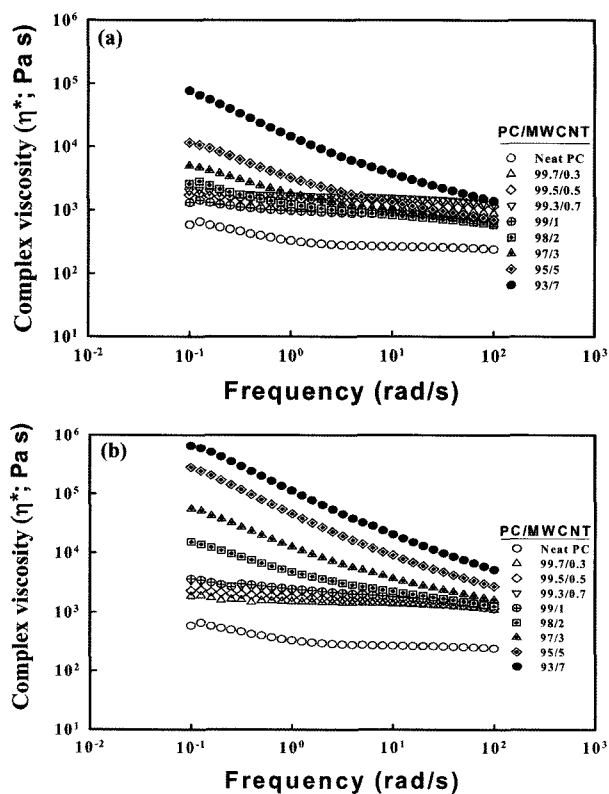 (a)
Complex viscosity (η*; Pa s)
10⁶
10⁵
10⁴
10³
10²
10¹
PC/MWCNT
Neat PC
99.7/0.3
99.5/0.5
99.3/0.7
99/1
98/2
97/3
95/5
93/7
10⁻² 10⁻¹ 10⁰ 10¹ 10² 10³
Frequency (rad/s)
(b)
Complex viscosity (η*; Pa s)
10⁶
10⁵
10⁴
10³
10²
10¹
PC/MWCNT
Neat PC
99.7/0.3
99.5/0.5
99.3/0.7
99/1
98/2
97/3
95/5
93/7
10⁻² 10⁻¹ 10⁰ 10¹ 10² 10³
Frequency (rad/s)